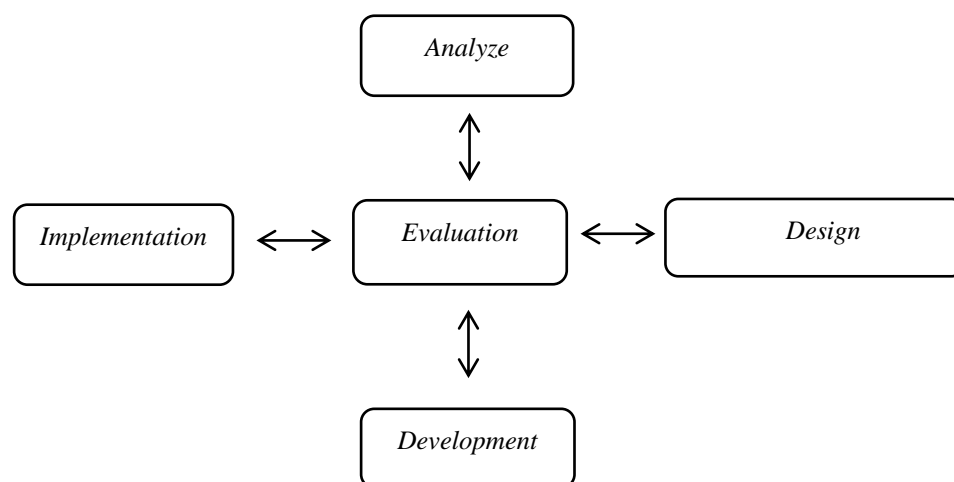 Analyze
Implementation
Evaluation
Design
Development